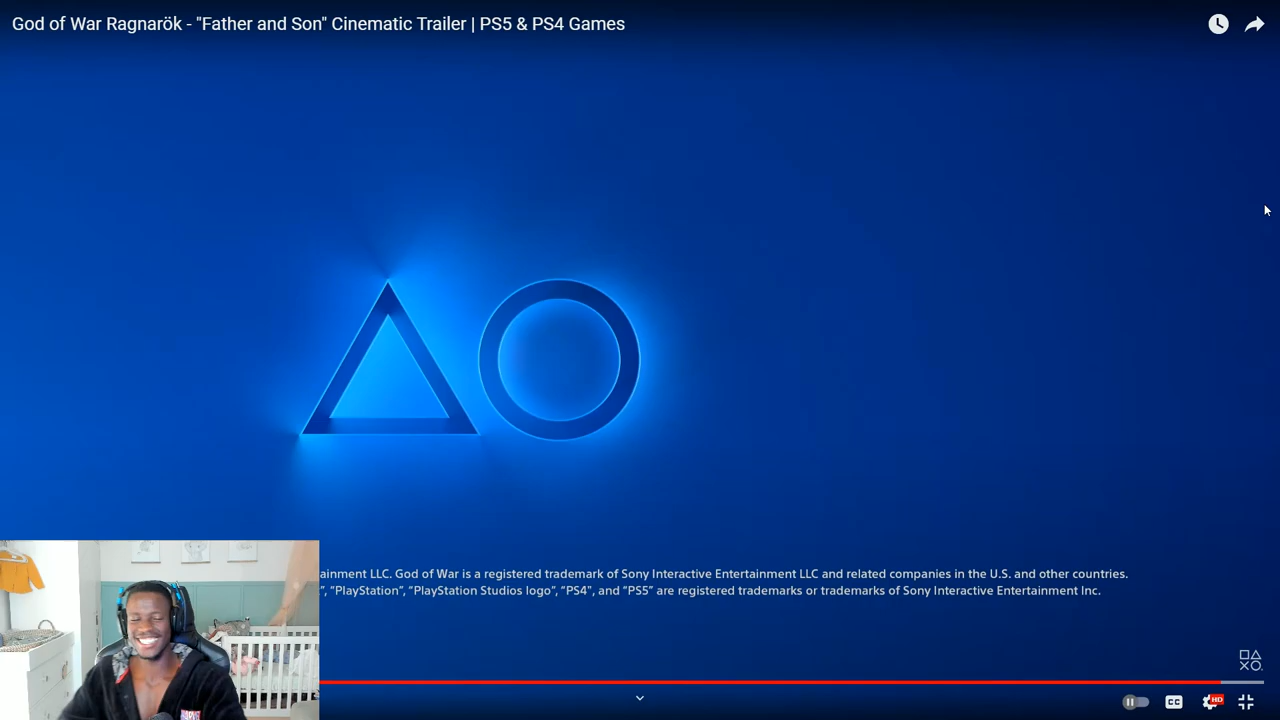 God of War Ragnarök - "Father and Son" Cinematic Trailer | PS5 & PS4 Games
ainment LLC. God of War is a registered trademark of Sony Interactive Entertainment LLC and related companies in the U.S. and other countries.
", "PlayStation", "PlayStation Studios logo", "PS4", and "PS5" are registered trademarks or trademarks of Sony Interactive Entertainment Inc.
CC
HD